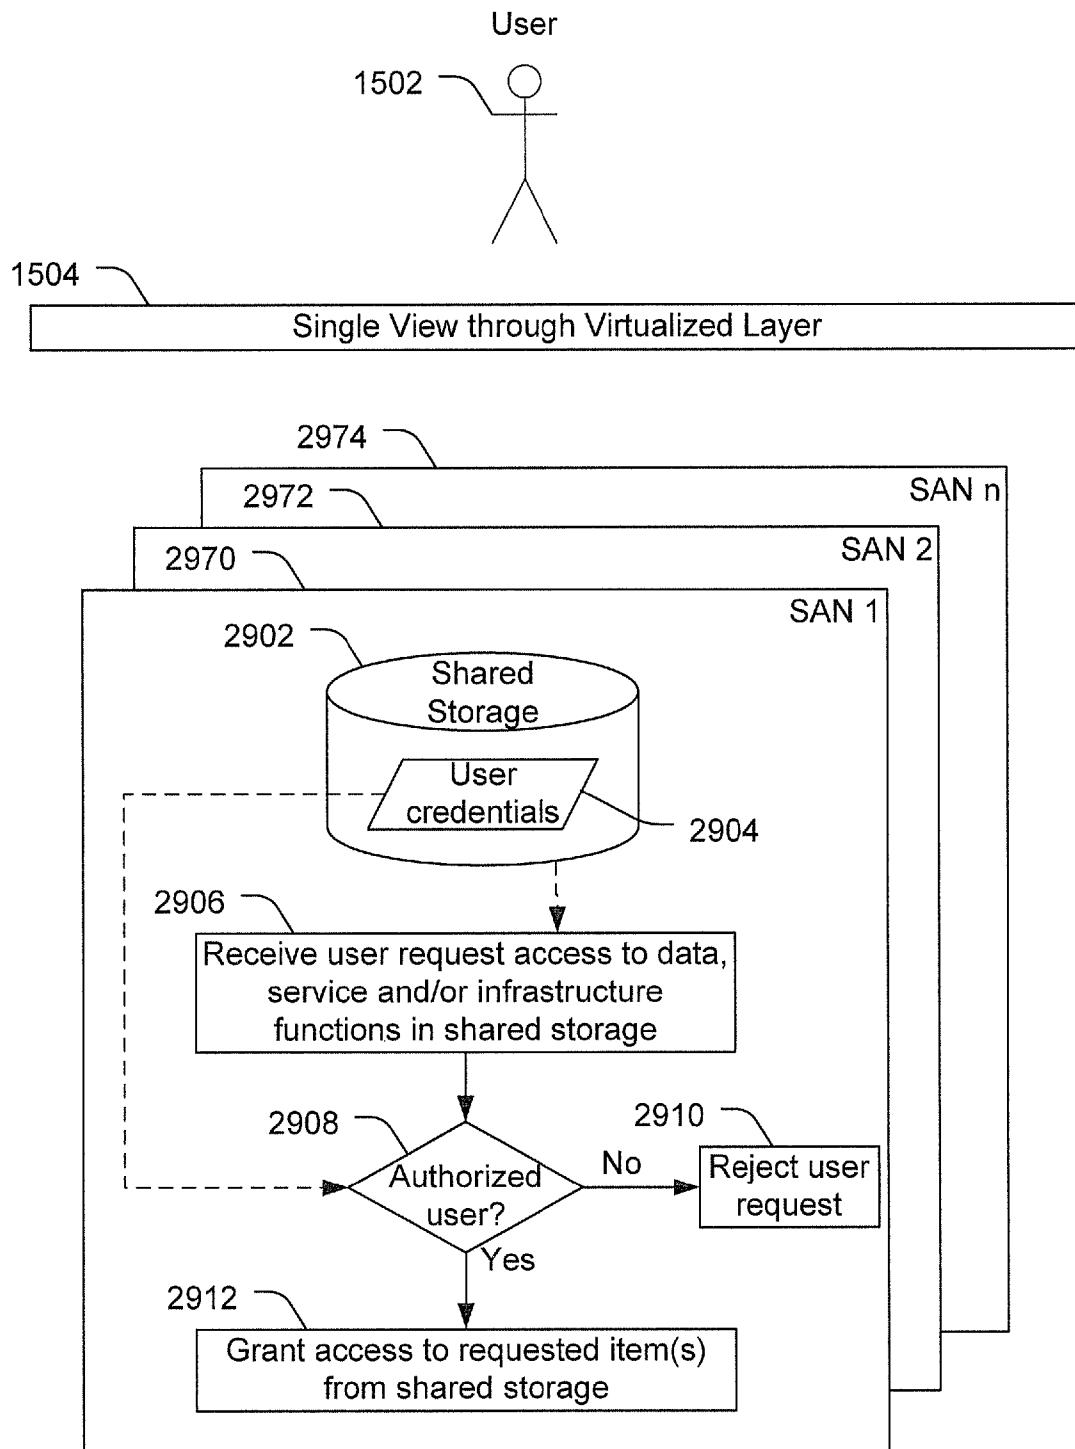 User
1502
1504
Single View through Virtualized Layer
2974
SAN n
2972
SAN 2
2970
SAN 1
2902
Shared
Storage
User
credentials
2904
2906
Receive user request access to data,
service and/or infrastructure
functions in shared storage
2908
Authorized
user?
No
2910
Reject user
request
Yes
2912
Grant access to requested item(s)
from shared storage